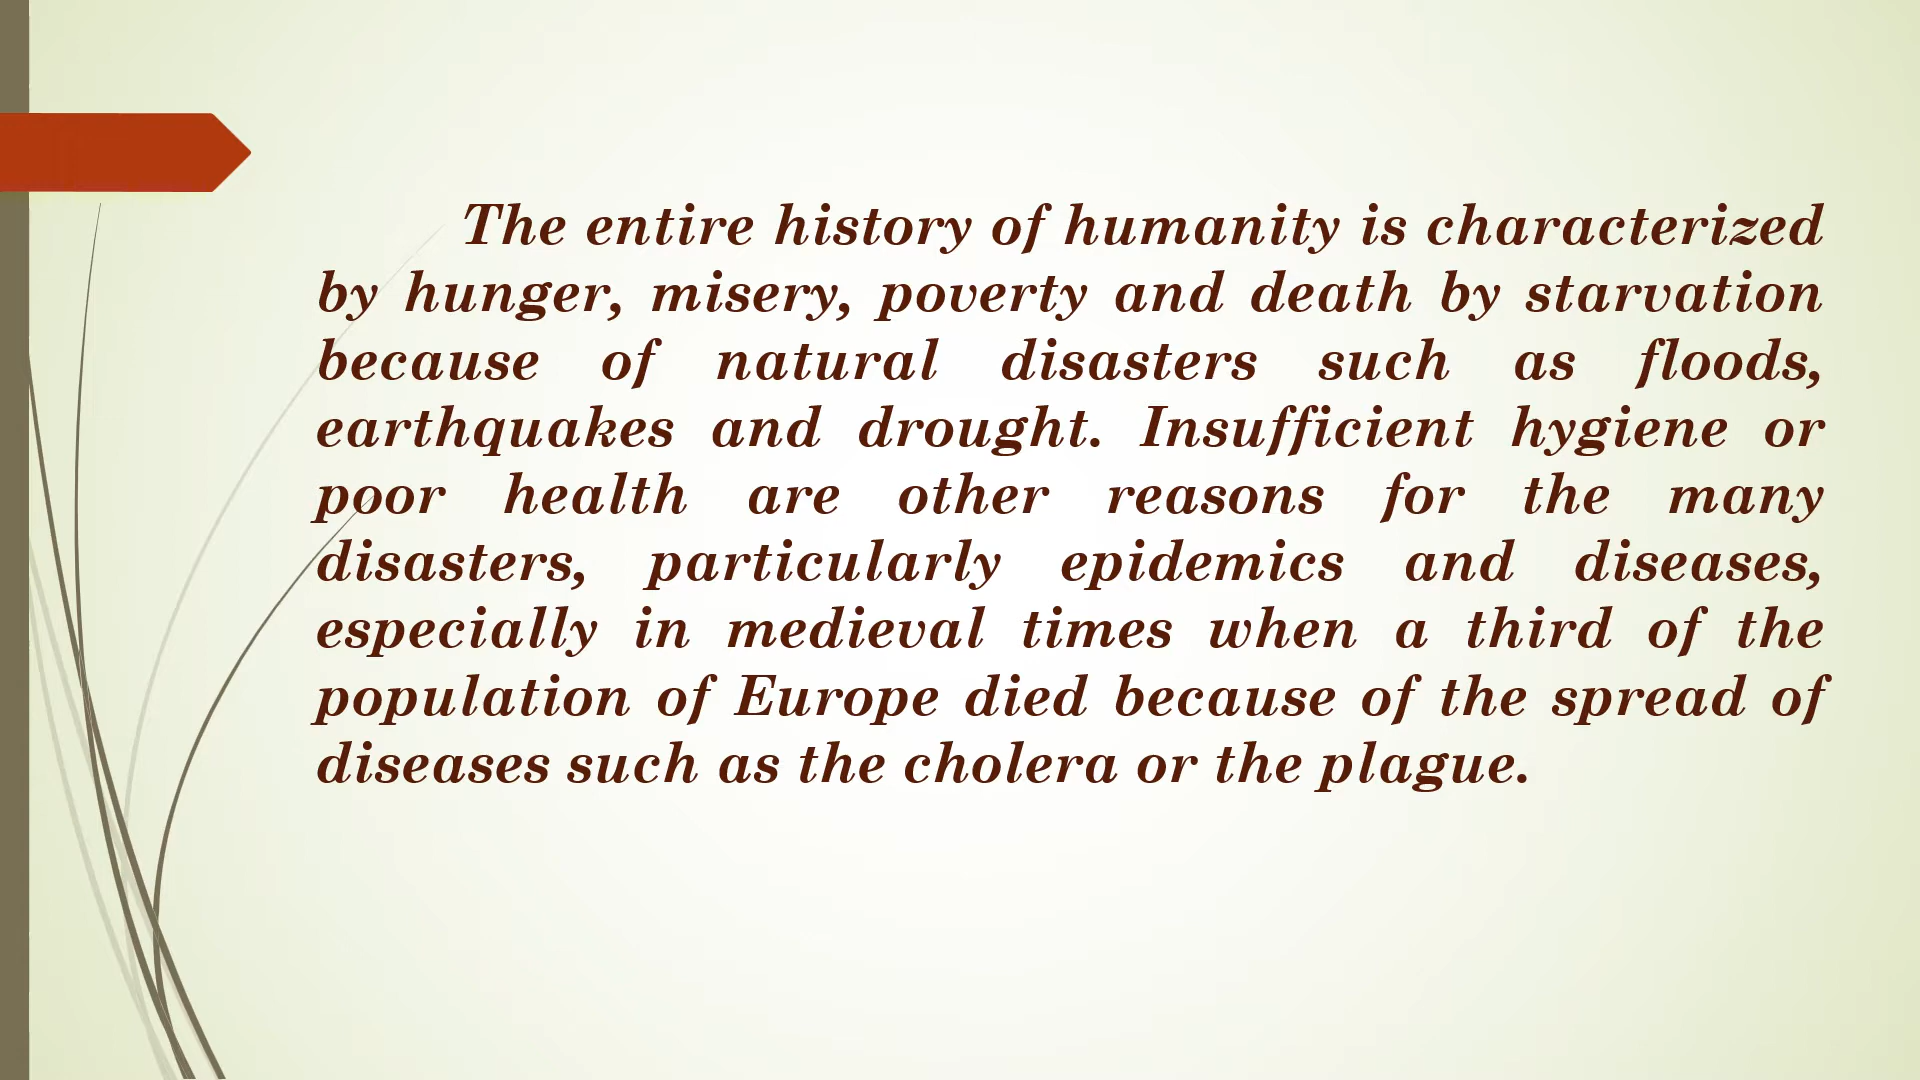 The entire history of humanity is characterized
by hunger, misery, poverty and death by starvation
because of natural disasters such as floods,
earthquakes and drought. Insufficient hygiene or
poor health are other reasons for the many
disasters, particularly epidemics and diseases,
especially in medieval times when a third of the
population of Europe died because of the spread of
diseases such as the cholera or the plague.